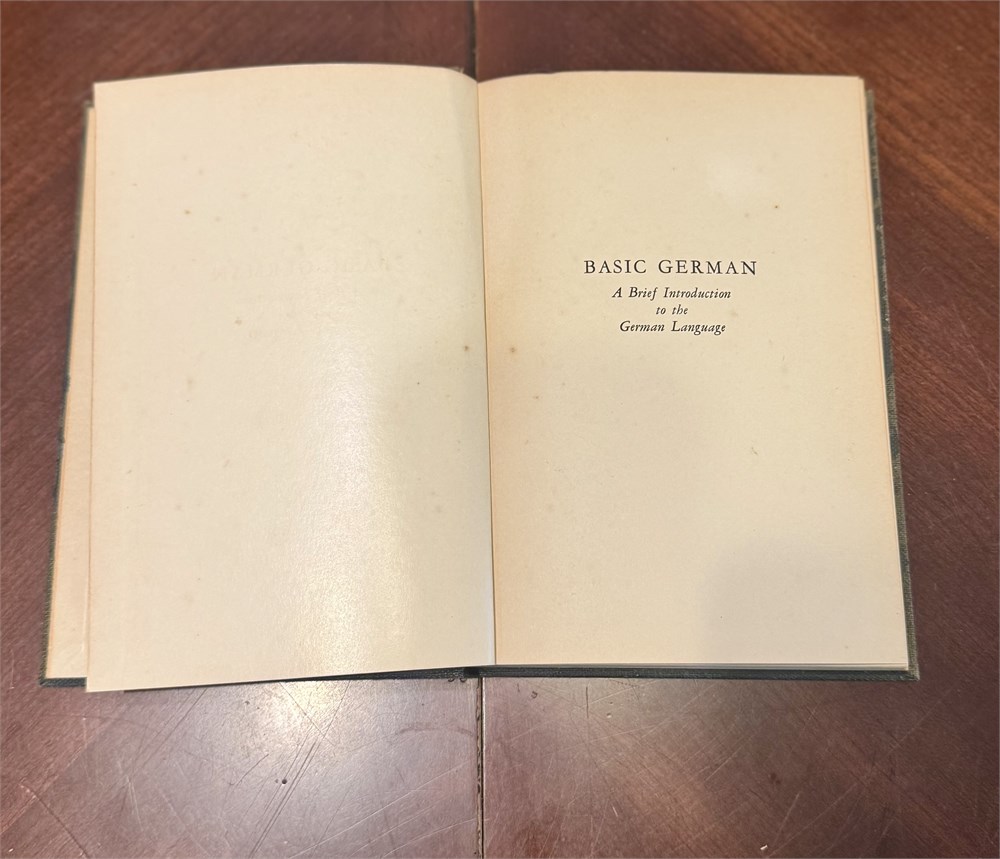 BASIC GERMAN
A Brief Introduction
to the
German Language